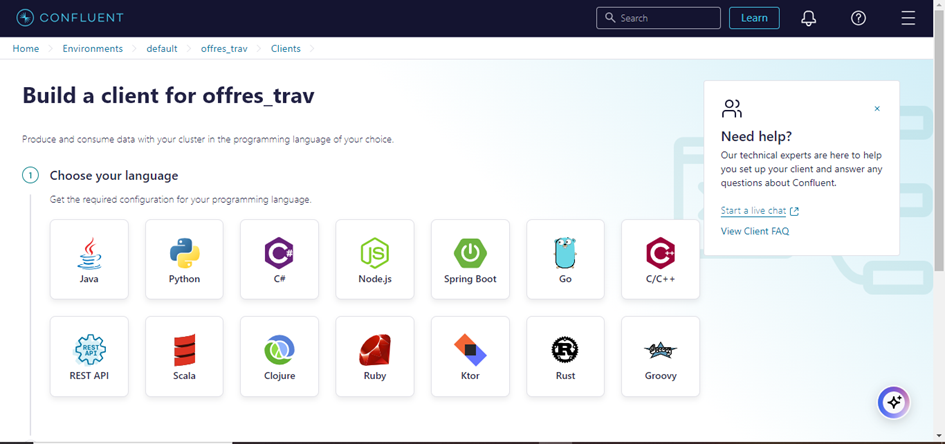 CONFLUENT
Search
Learn
Home
Environments
default
offres_trav
Clients
Build a client for offres_trav
Produce and consume data with your cluster in the programming language of your choice.
1
Choose your language
Get the required configuration for your programming language.
Java
Python
C#
C#
Node.js
JS
Spring Boot
Go
C++
C/C++
REST
API
REST API
Scala
Clojure
Ruby
Ktor
R
Rust
Groovy
Groovy
Need help?
Our technical experts are here to help
you set up your client and answer any
questions about Confluent.
Start a live chat
View Client FAQ